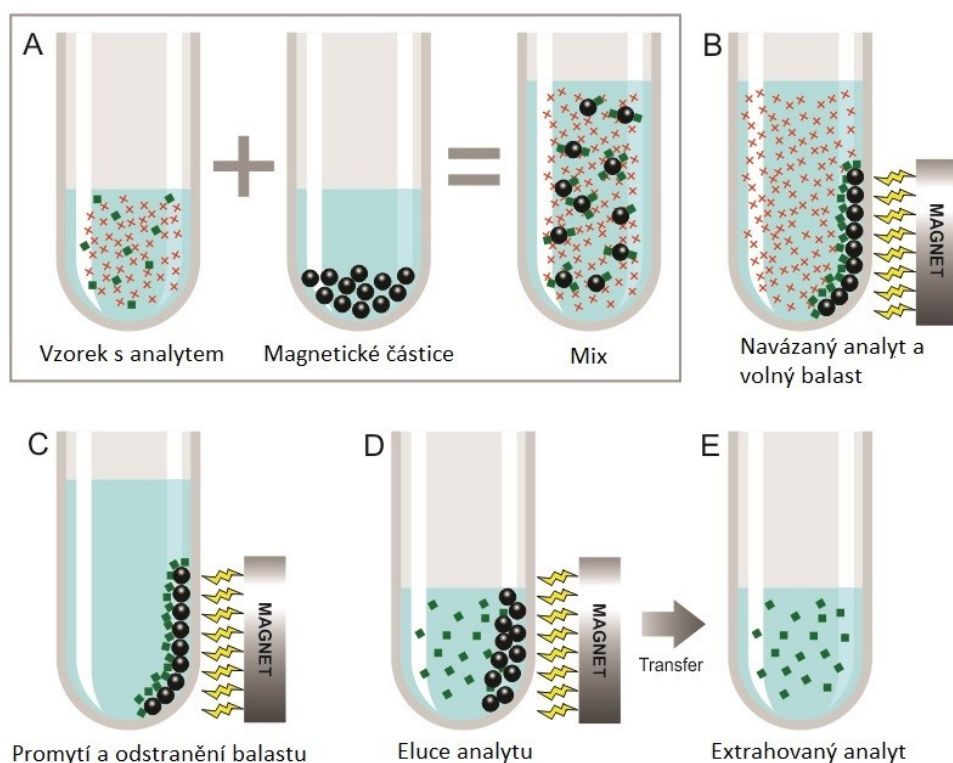 A
Vzorek s analytem
Magnetické částice
Mix
B
MAGNET
Navázaný analyt a
volný balast
C
MAGNET
Promytí a odstranění balastu
D
MAGNET
Eluce analytu
Transfer
E
Extrahovaný analyt